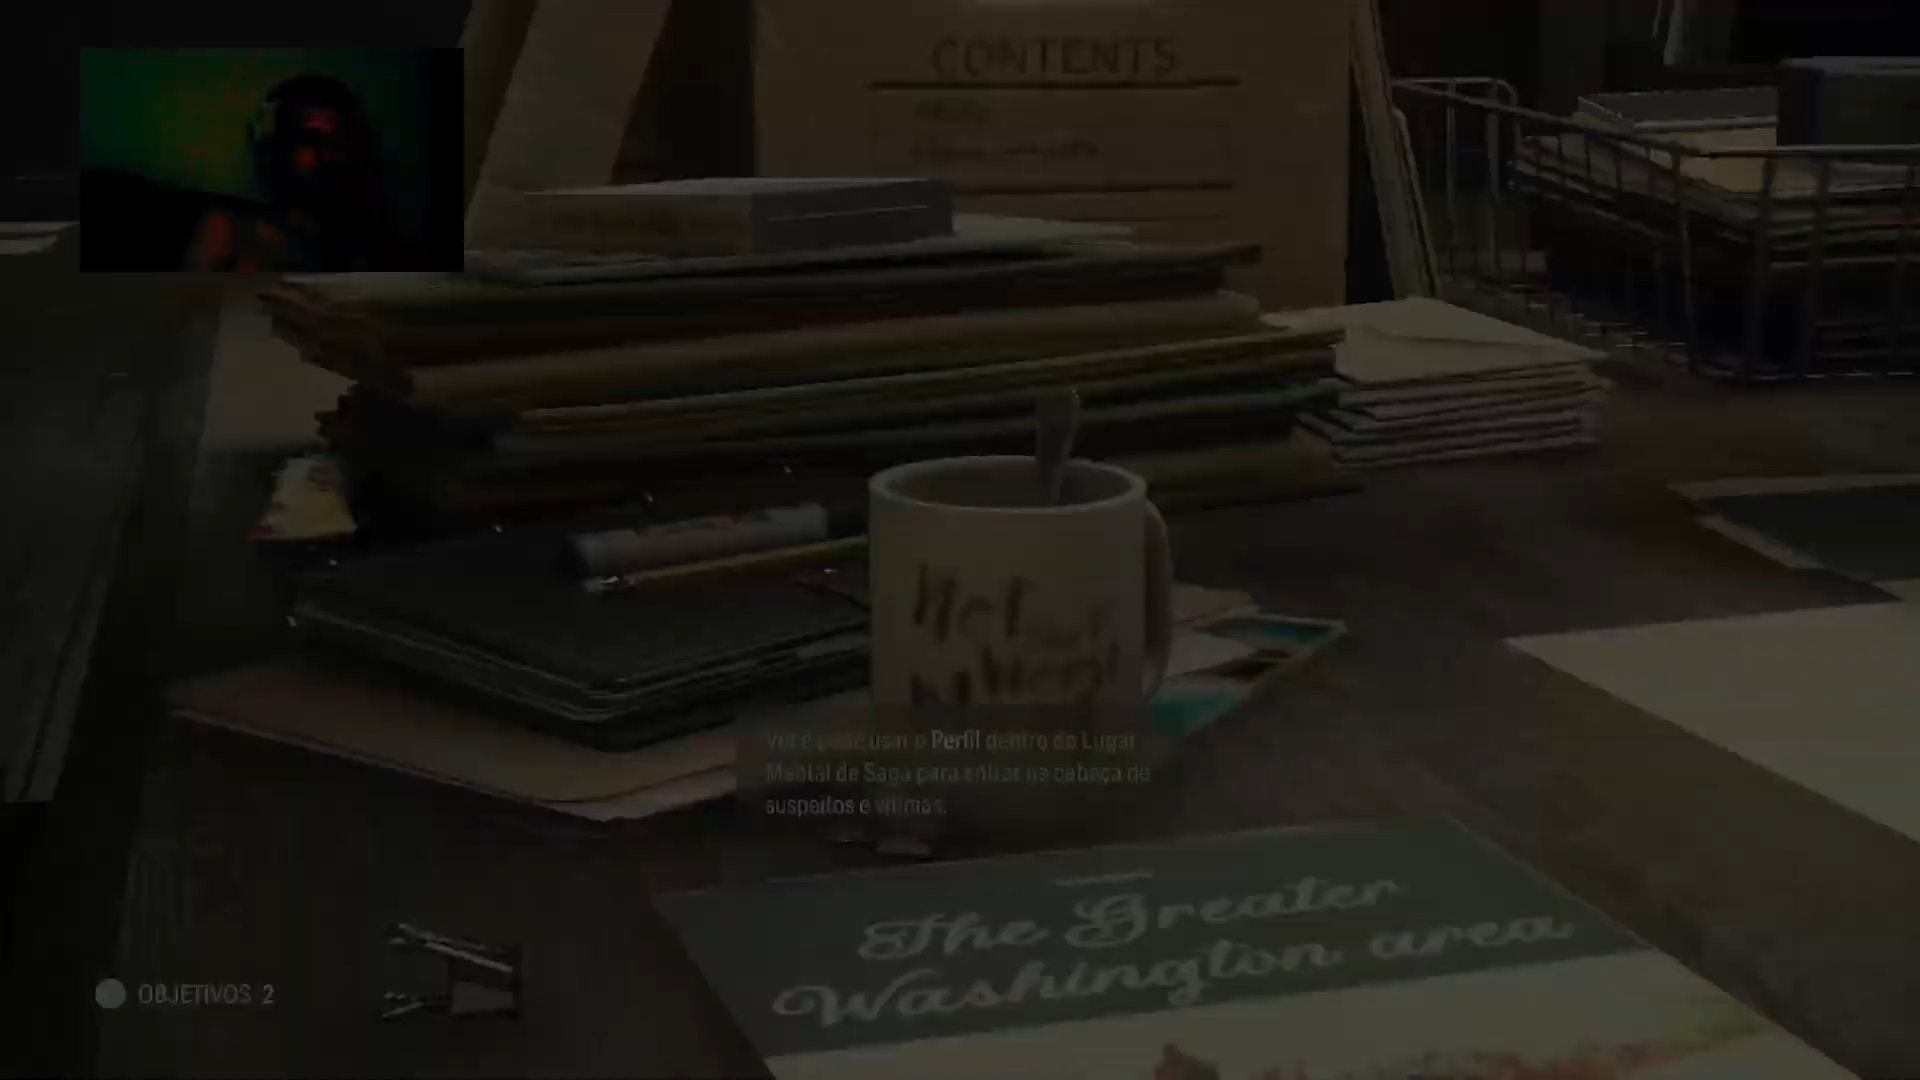 CONTENTS
Você pode usar o Perfil dentro do Lugar
Mental de Saga para entrar na cabeça de
suspeitos e vítimas.
The Greater
Washington area
OBJETIVOS 2